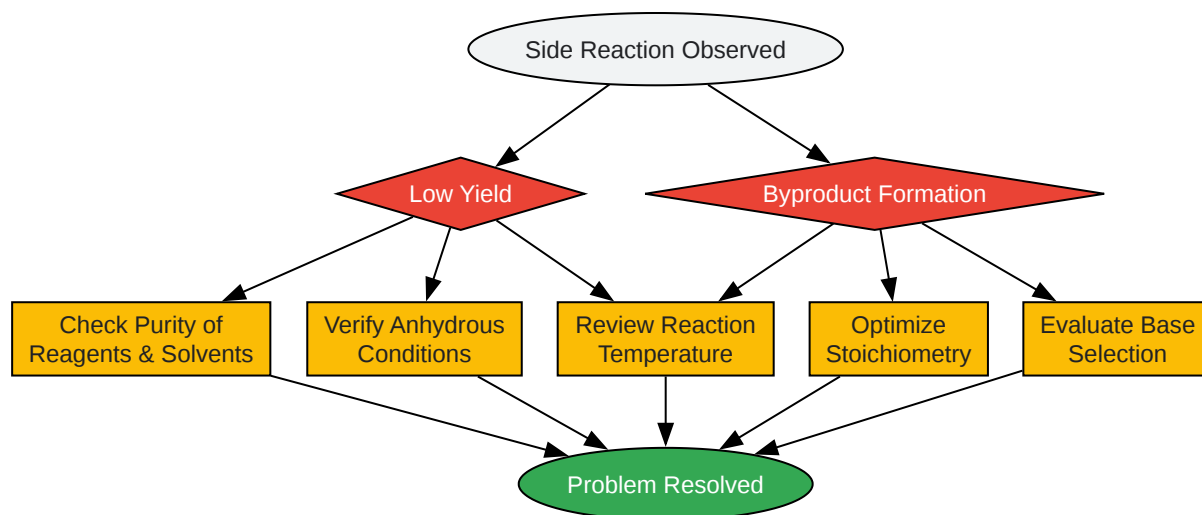 Side Reaction Observed
Low Yield
Byproduct Formation
Check Purity of
Reagents & Solvents
Verify Anhydrous
Conditions
Review Reaction
Temperature
Optimize
Stoichiometry
Evaluate Base
Selection
Problem Resolved